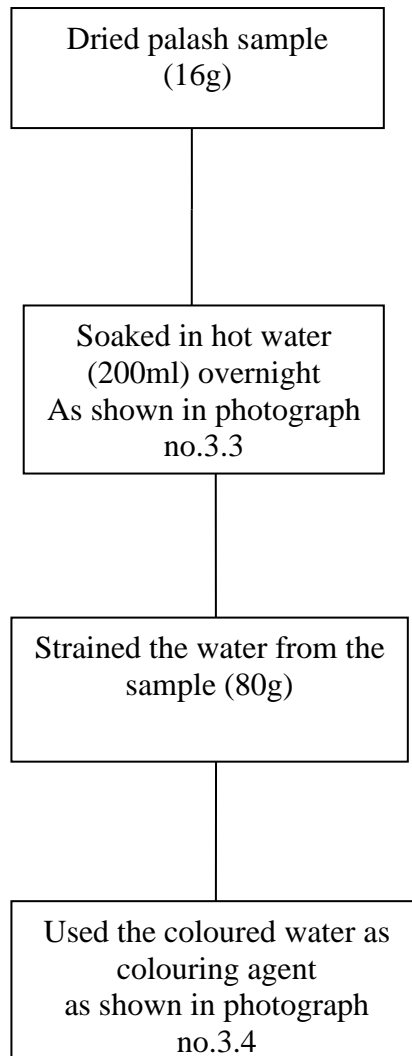 Dried palash sample
(16g)
Soaked in hot water
(200ml) overnight
As shown in photograph
no.3.3
Strained the water from the
sample (80g)
Used the coloured water as
colouring agent
as shown in photograph
no.3.4